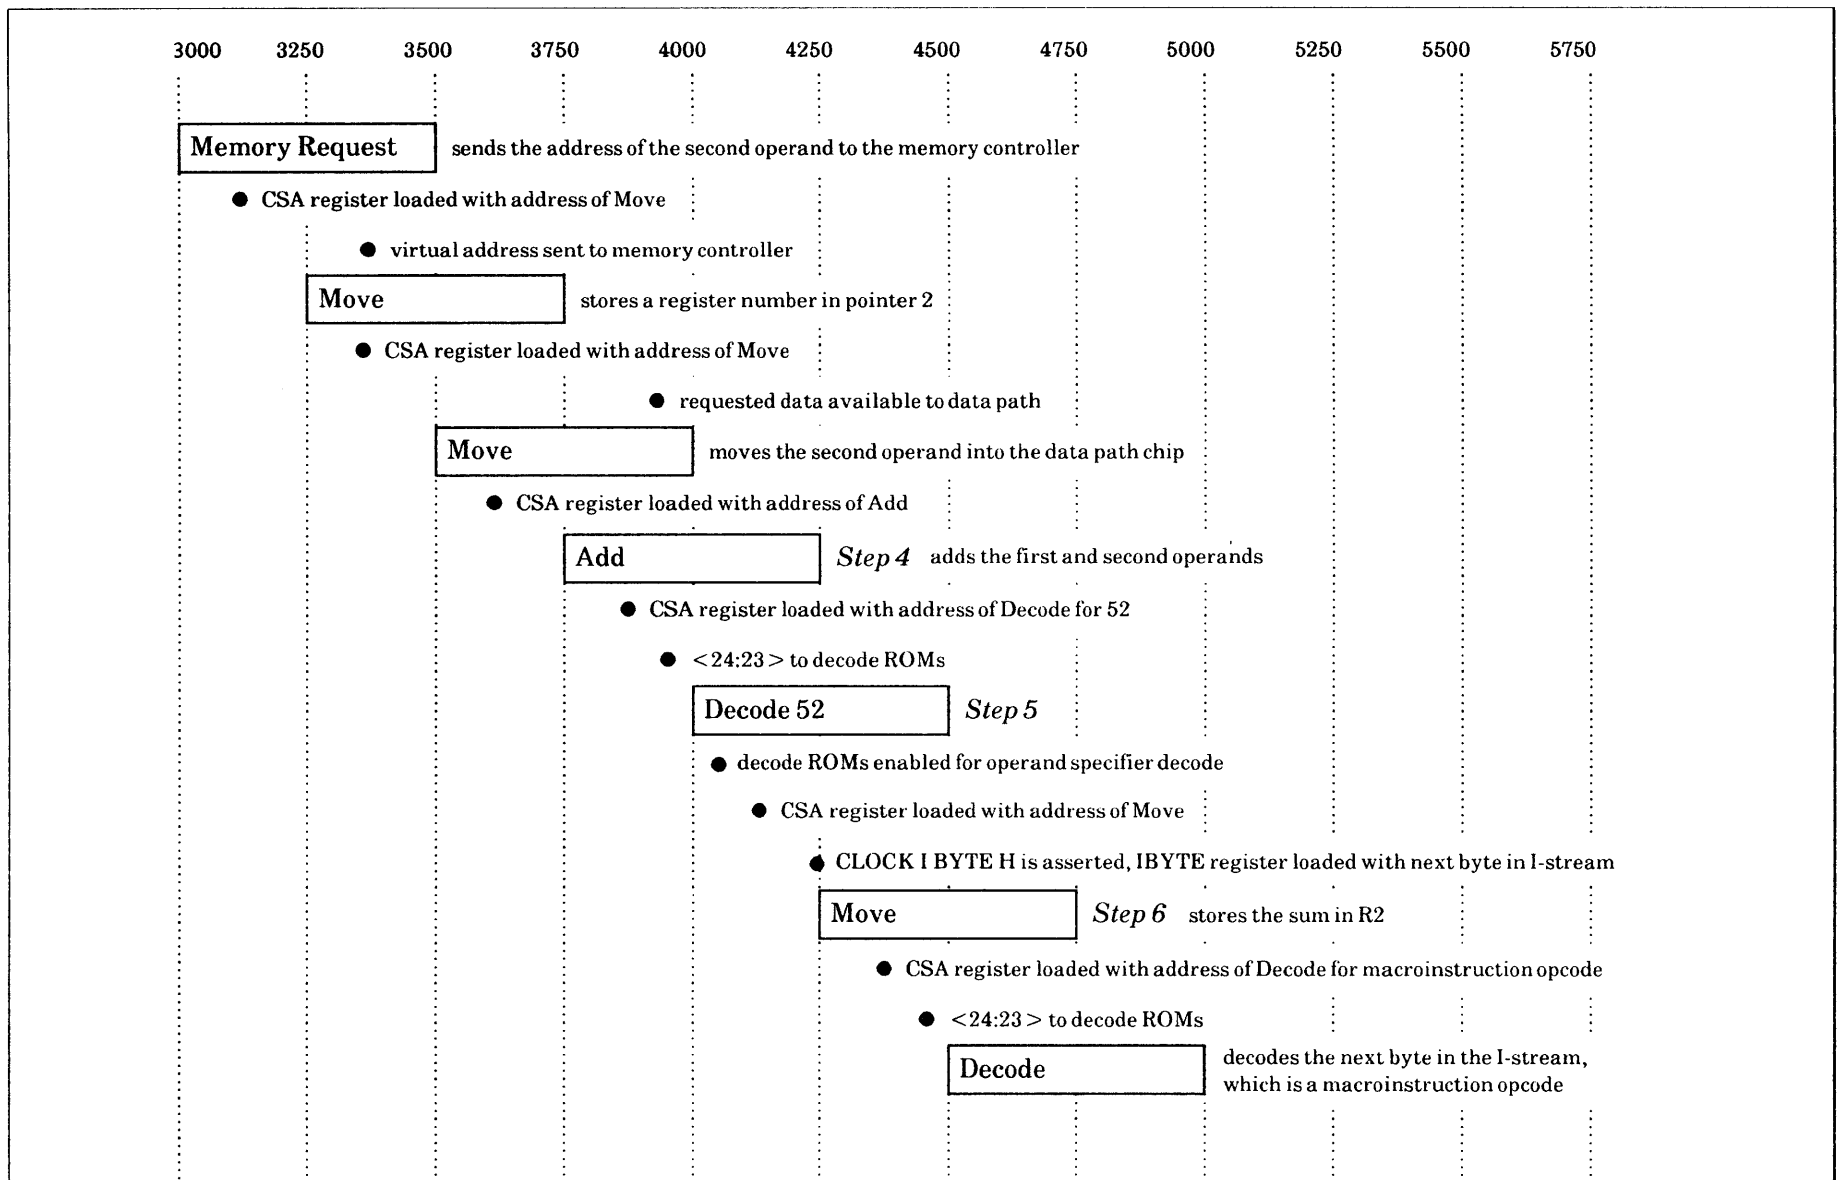 3000 3250 3500 3750 4000 4250 4500 4750 5000 5250 5500 5750
Memory Request sends the address of the second operand to the memory controller
CSA register loaded with address of Move
virtual address sent to memory controller
Move stores a register number in pointer 2
CSA register loaded with address of Move
requested data available to data path
Move moves the second operand into the data path chip
CSA register loaded with address of Add
Add Step 4 adds the first and second operands
CSA register loaded with address of Decode for 52
<24:23> to decode ROMs
Decode 52 Step 5
decode ROMs enabled for operand specifier decode
CSA register loaded with address of Move
CLOCK I BYTE H is asserted, IBYTE register loaded with next byte in I-stream
Move Step 6 stores the sum in R2
CSA register loaded with address of Decode for macroinstruction opcode
<24:23> to decode ROMs
Decode decodes the next byte in the I-stream,
which is a macroinstruction opcode